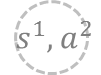 s¹, a²